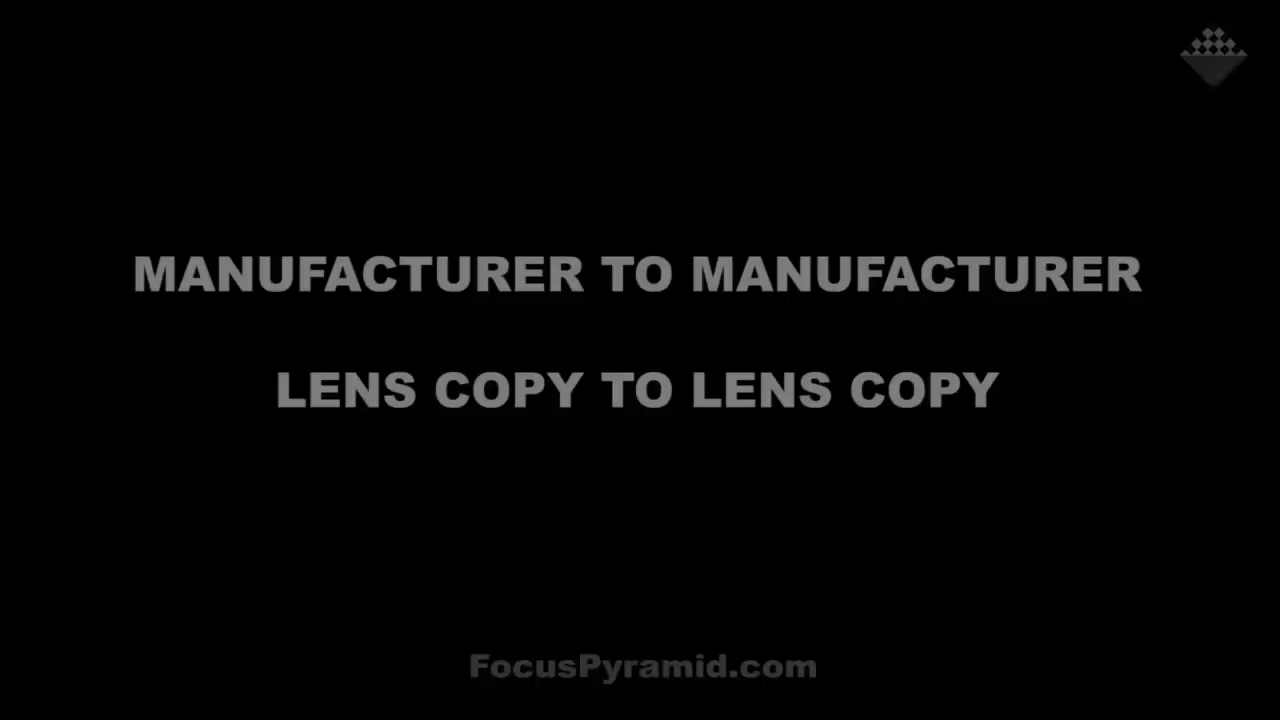 MANUFACTURER TO MANUFACTURER
LENS COPY TO LENS COPY
FocusPyramid.com